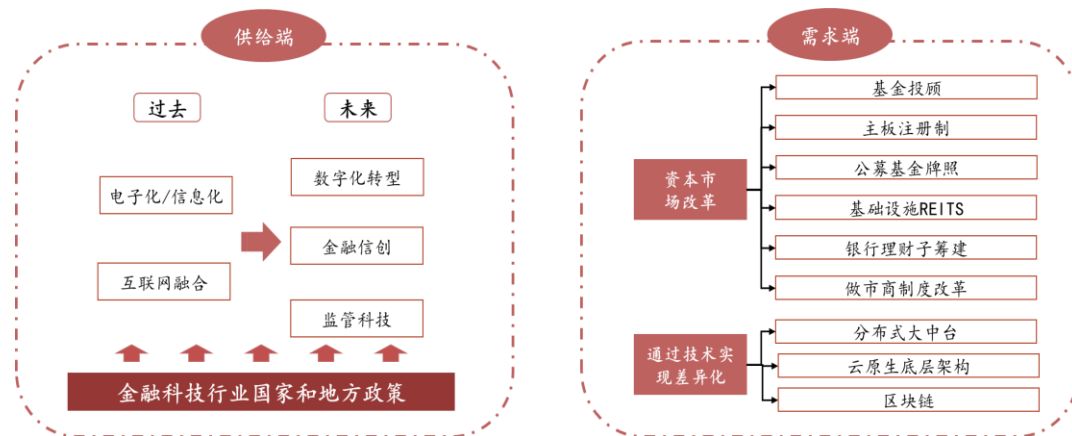 供给端
过去
未来
电子化/信息化
互联网融合
数字化转型
金融信创
监管科技
金融科技行业国家和地方政策
需求端
资本市
场改革
基金投顾
主板注册制
公募基金牌照
基础设施REITS
银行理财子筹建
做市商制度改革
通过技术实
现差异化
分布式大中台
云原生底层架构
区块链